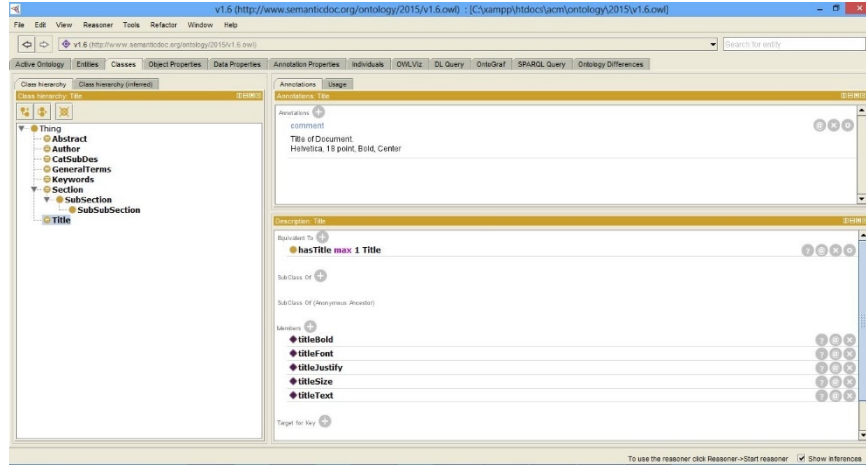 v1.6 (http://www.semanticdoc.org/ontology/2015/v1.6.owl) : [C:\xampp\htdocs\acm\ontology\2015\v1.6.owl]
File Edit View Reasoner Tools Refactor Window Help
v1.6 (http://www.semanticdoc.org/ontology/2015/v1.6.owl)
Search for entity
Active Ontology Entities Classes Object Properties Data Properties Annotation Properties Individuals OWLViz DL Query OntoGraf SPARQL Query Ontology Differences
Class hierarchy Class hierarchy (inferred)
Class hierarchy: Title
Thing
Abstract
Author
CatSubDes
GeneralTerms
Keywords
Section
SubSection
SubSubSection
Title
Annotations Usage
Annotations: Title
Annotations
comment
Title of Document.
Helvetica, 18 point, Bold, Center
Description: Title
Equivalent To
hasTitle max 1 Title
SubClass Of
SubClass Of (Anonymous Ancestor)
Members
titleBold
titleFont
titleJustify
titleSize
titleText
Target for Key
To use the reasoner click Reasoner->Start reasoner Show Inferences